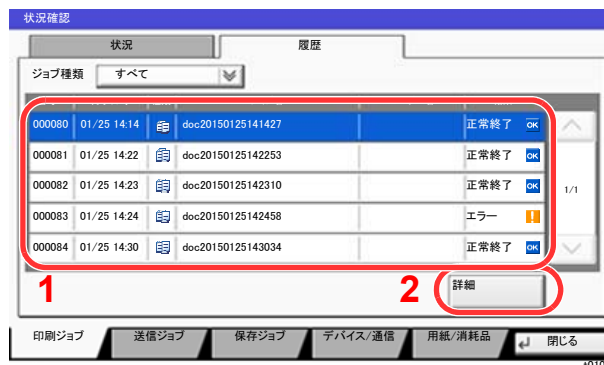 状況確認
状況 履歴
ジョブ種類 すべて
000080 01/25 14:14 doc20150125141427 正常終了 OK
000081 01/25 14:22 doc20150125142253 正常終了 OK
000082 01/25 14:23 doc20150125142310 正常終了 OK
1/1
000083 01/25 14:24 doc20150125142458 エラー !
000084 01/25 14:30 doc20150125143034 正常終了 OK
1 2 詳細
印刷ジョブ 送信ジョブ 保存ジョブ デバイス/通信 用紙/消耗品 閉じる